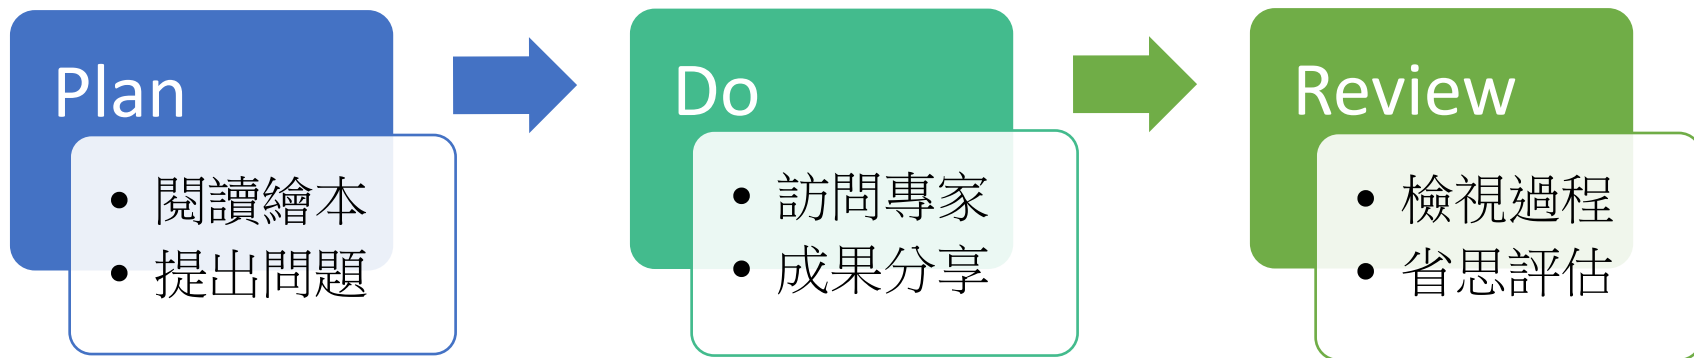 Plan
• 閱讀繪本
• 提出問題
Do
• 訪問專家
• 成果分享
Review
• 檢視過程
• 省思評估